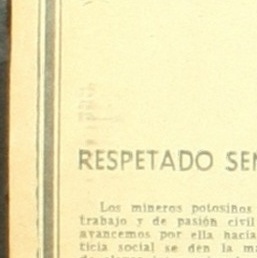 RESPETADO SE
Los mineros potosinos
trabajo y de pasión civil
avancemos por ella hacia
ticia social se den la